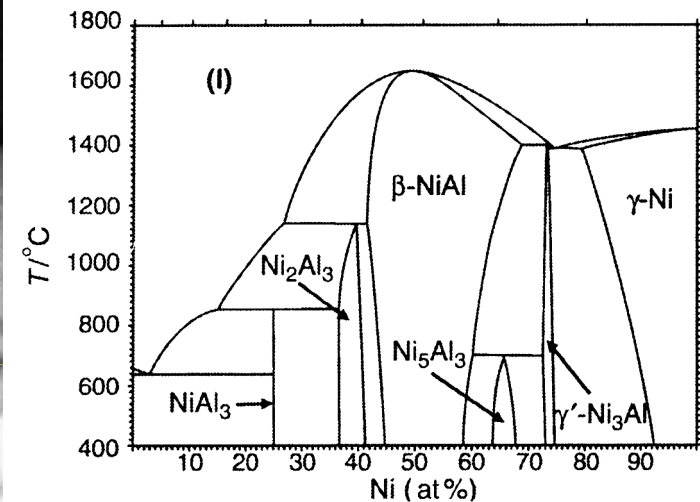 1800
1600
1400
1200
1000
800
600
400
T/°C
(l)
β-NiAl
γ-Ni
Ni₂Al₃
Ni₅Al₃
NiAl₃
γ′-Ni₃Al
10 20 30 40 50 60 70 80 90
Ni (at%)